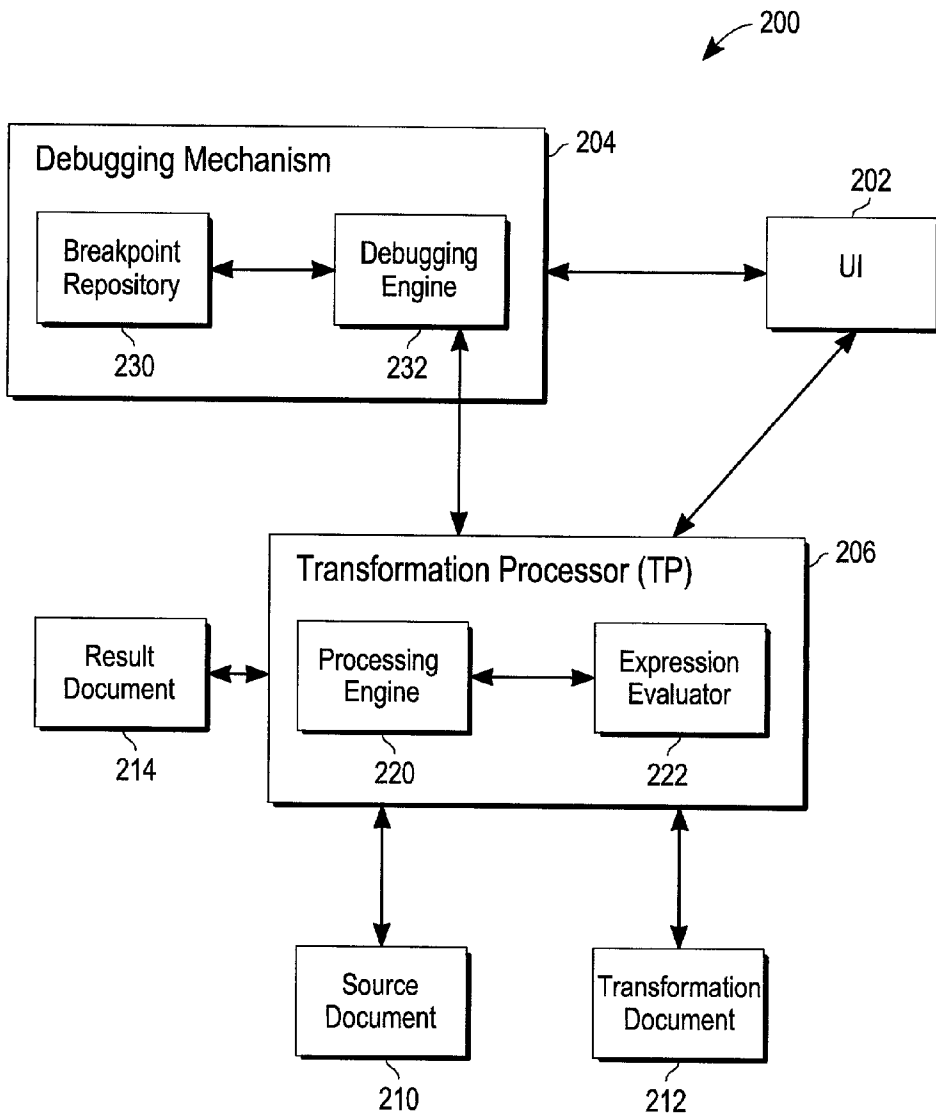 200
Debugging Mechanism
204
Breakpoint
Repository
230
Debugging
Engine
232
202
UI
Transformation Processor (TP)
206
Result
Document
214
Processing
Engine
220
Expression
Evaluator
222
Source
Document
210
Transformation
Document
212